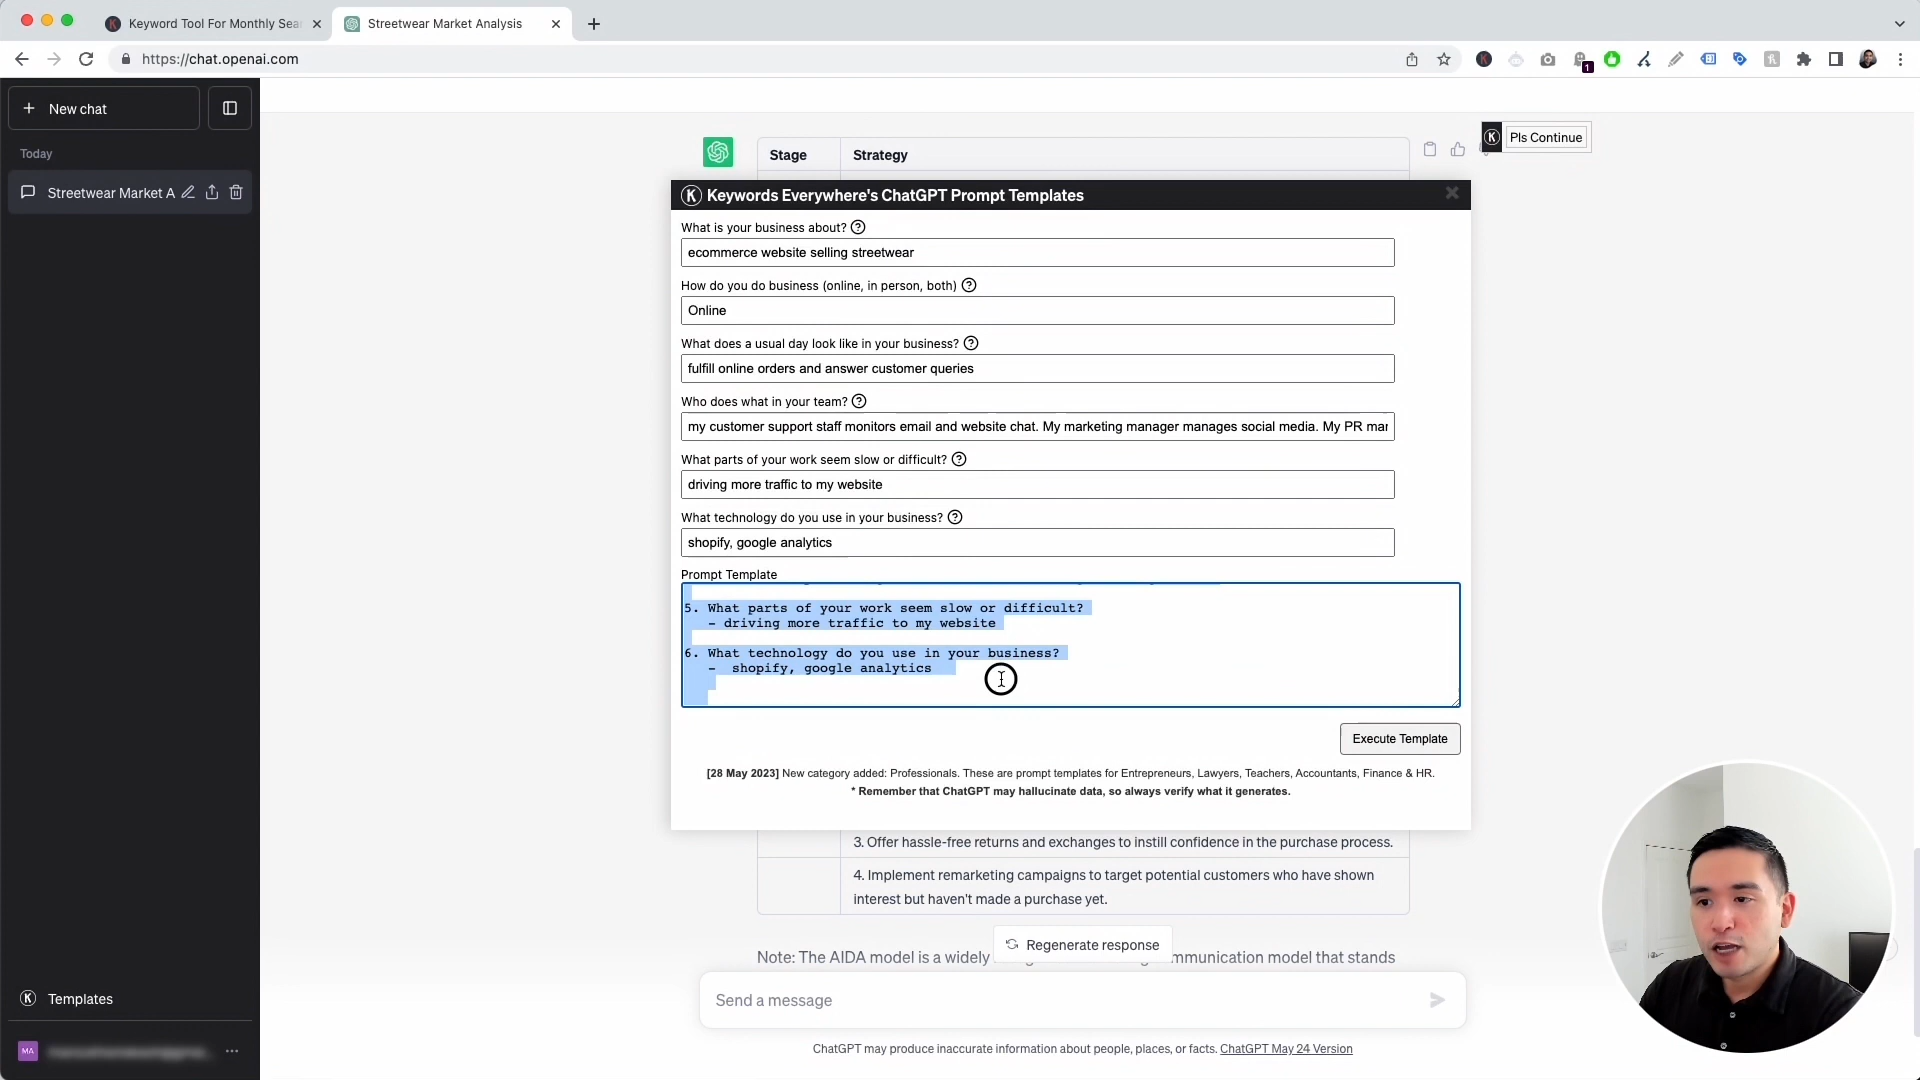 Keyword Tool For Monthly Sea
Streetwear Market Analysis
https://chat.openai.com
1
New chat
Today
Streetwear Market A
Pls Continue
Stage
Strategy
Keywords Everywhere's ChatGPT Prompt Templates
What is your business about?
ecommerce website selling streetwear
How do you do business (online, in person, both)
Online
What does a usual day look like in your business?
fulfill online orders and answer customer queries
Who does what in your team?
my customer support staff monitors email and website chat. My marketing manager manages social media. My PR mar
What parts of your work seem slow or difficult?
driving more traffic to my website
What technology do you use in your business?
shopify, google analytics
Prompt Template
5. What parts of your work seem slow or difficult?
- driving more traffic to my website
6. What technology do you use in your business?
- shopify, google analytics
Execute Template
[28 May 2023] New category added: Professionals. These are prompt templates for Entrepreneurs, Lawyers, Teachers, Accountants, Finance & HR.
* Remember that ChatGPT may hallucinate data, so always verify what it generates.
3. Offer hassle-free returns and exchanges to instill confidence in the purchase process.
4. Implement remarketing campaigns to target potential customers who have shown
interest but haven't made a purchase yet.
Regenerate response
Note: The AIDA model is a widely mmunication model that stands
Send a message
Templates
MA
ChatGPT may produce inaccurate information about people, places, or facts. ChatGPT May 24 Version